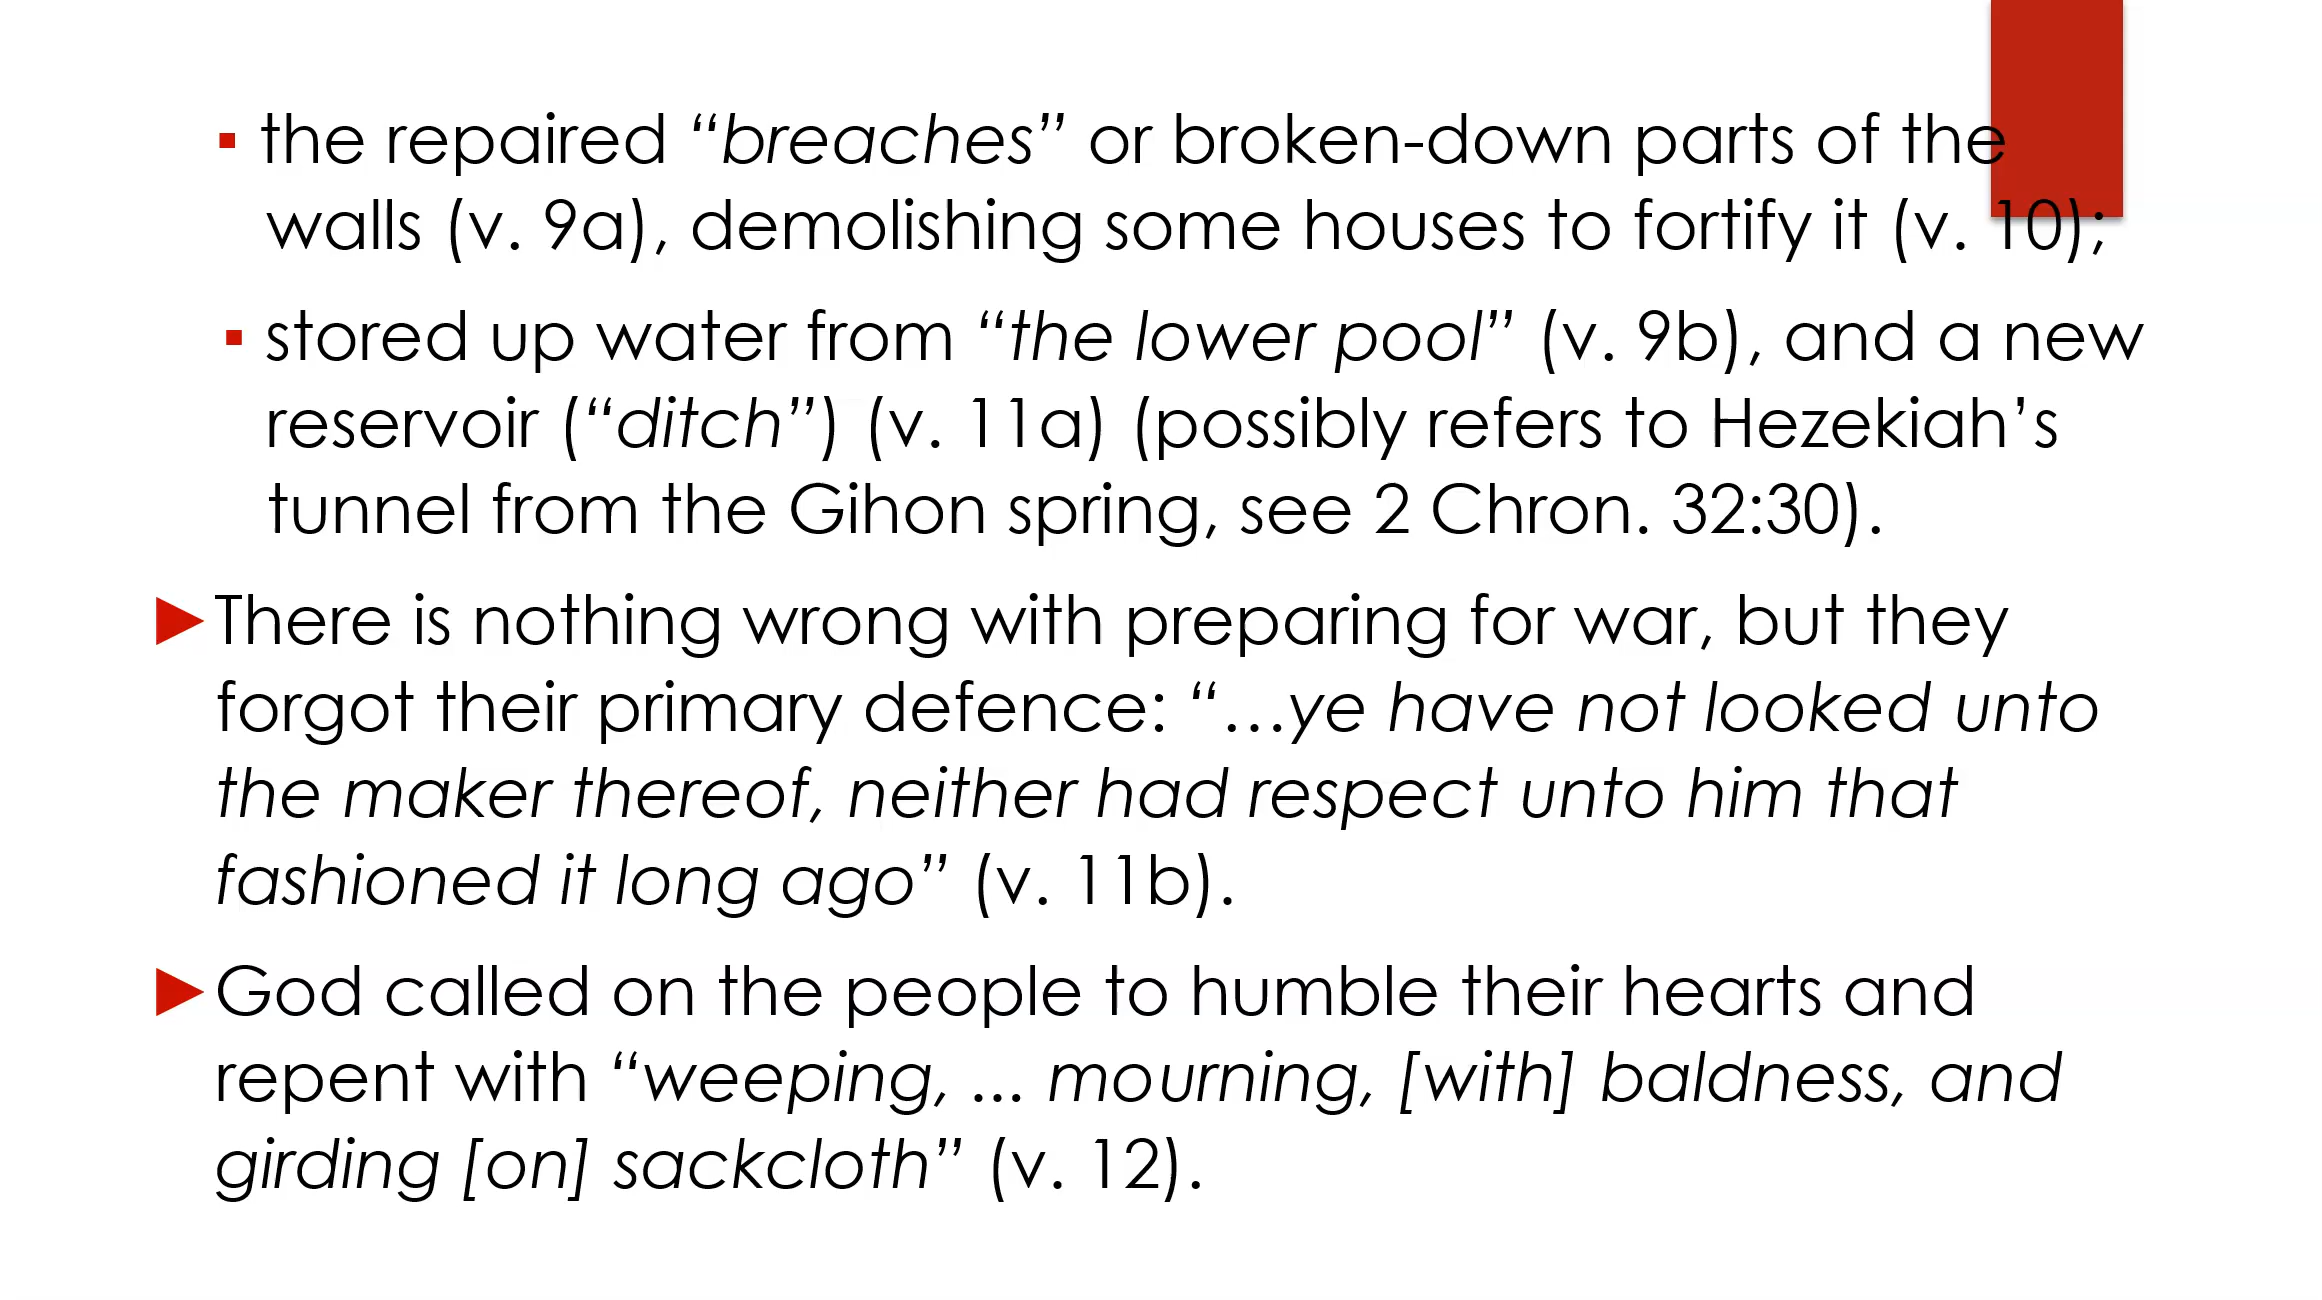 ▪ the repaired “breaches” or broken-down parts of the
walls (v. 9a), demolishing some houses to fortify it (v. 10);
▪ stored up water from “the lower pool” (v. 9b), and a new
reservoir (“ditch”) (v. 11a) (possibly refers to Hezekiah’s
tunnel from the Gihon spring, see 2 Chron. 32:30).
►There is nothing wrong with preparing for war, but they
forgot their primary defence: “…ye have not looked unto
the maker thereof, neither had respect unto him that
fashioned it long ago” (v. 11b).
►God called on the people to humble their hearts and
repent with “weeping, ... mourning, [with] baldness, and
girding [on] sackcloth” (v. 12).